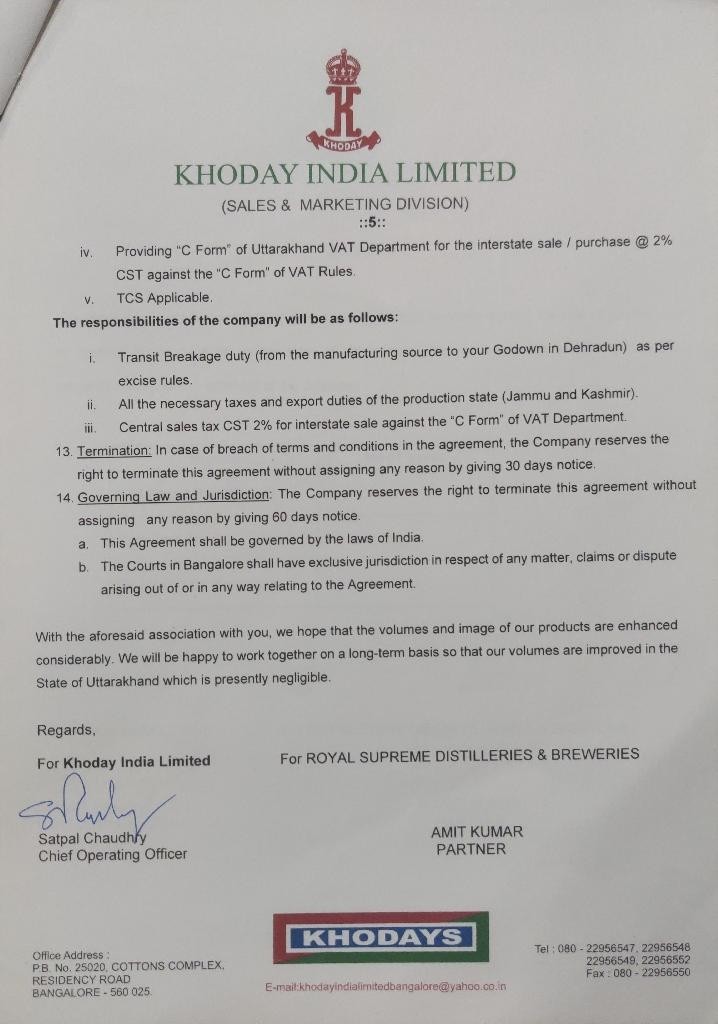 K
KHODAY
KHODAY INDIA LIMITED
(SALES & MARKETING DIVISION)
::5::
iv. Providing "C Form" of Uttarakhand VAT Department for the interstate sale / purchase @ 2%
CST against the "C Form" of VAT Rules.
v. TCS Applicable.
The responsibilities of the company will be as follows:
i. Transit Breakage duty (from the manufacturing source to your Godown in Dehradun) as per
excise rules.
ii. All the necessary taxes and export duties of the production state (Jammu and Kashmir).
iii. Central sales tax CST 2% for interstate sale against the "C Form" of VAT Department.
13. Termination: In case of breach of terms and conditions in the agreement, the Company reserves the
right to terminate this agreement without assigning any reason by giving 30 days notice.
14. Governing Law and Jurisdiction: The Company reserves the right to terminate this agreement without
assigning any reason by giving 60 days notice.
a. This Agreement shall be governed by the laws of India.
b. The Courts in Bangalore shall have exclusive jurisdiction in respect of any matter, claims or dispute
arising out of or in any way relating to the Agreement.
With the aforesaid association with you, we hope that the volumes and image of our products are enhanced
considerably. We will be happy to work together on a long-term basis so that our volumes are improved in the
State of Uttarakhand which is presently negligible.
Regards,
For Khoday India Limited
For ROYAL SUPREME DISTILLERIES & BREWERIES
Satpal Chaudhry
Chief Operating Officer
AMIT KUMAR
PARTNER
KHODAYS
Office Address :
P.B. No. 25020, COTTONS COMPLEX,
RESIDENCY ROAD
BANGALORE - 560 025.
E-mail:khodayindialimitedbangalore@yahoo.co.in
Tel : 080 - 22956547, 22956548
22956549, 22956552
Fax : 080 - 22956550